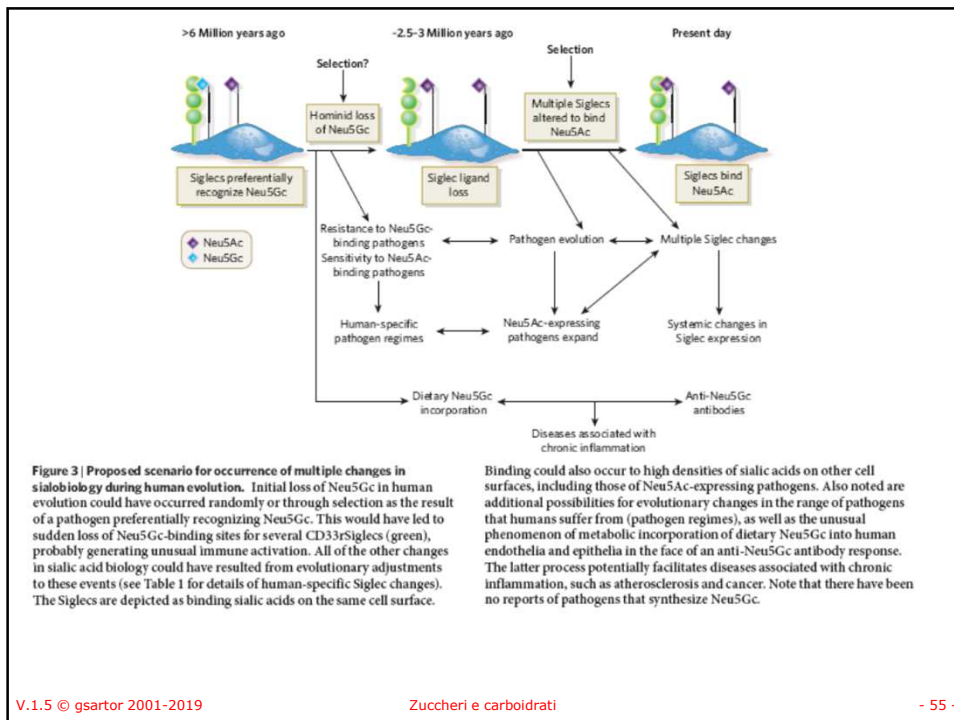 >6 Million years ago
~2.5–3 Million years ago
Present day
Selection?
Selection
Hominid loss
of Neu5Gc
Multiple Siglecs
altered to bind
Neu5Ac
Siglecs preferentially
recognize Neu5Gc
Siglec ligand
loss
Siglecs bind
Neu5Ac
Neu5Ac
Neu5Gc
Resistance to Neu5Gc-
binding pathogens
Sensitivity to Neu5Ac-
binding pathogens
Pathogen evolution
Multiple Siglec changes
Human-specific
pathogen regimes
Neu5Ac-expressing
pathogens expand
Systemic changes in
Siglec expression
Dietary Neu5Gc
incorporation
Anti-Neu5Gc
antibodies
Diseases associated with
chronic inflammation
Figure 3 | Proposed scenario for occurrence of multiple changes in
sialobiology during human evolution. Initial loss of Neu5Gc in human
evolution could have occurred randomly or through selection as the result
of a pathogen preferentially recognizing Neu5Gc. This would have led to
sudden loss of Neu5Gc-binding sites for several CD33rSiglecs (green),
probably generating unusual immune activation. All of the other changes
in sialic acid biology could have resulted from evolutionary adjustments
to these events (see Table 1 for details of human-specific Siglec changes).
The Siglecs are depicted as binding sialic acids on the same cell surface.
Binding could also occur to high densities of sialic acids on other cell
surfaces, including those of Neu5Ac-expressing pathogens. Also noted are
additional possibilities for evolutionary changes in the range of pathogens
that humans suffer from (pathogen regimes), as well as the unusual
phenomenon of metabolic incorporation of dietary Neu5Gc into human
endothelia and epithelia in the face of an anti-Neu5Gc antibody response.
The latter process potentially facilitates diseases associated with chronic
inflammation, such as atherosclerosis and cancer. Note that there have been
no reports of pathogens that synthesize Neu5Gc.
V.1.5 © gsartor 2001-2019
Zuccheri e carboidrati
- 55 -